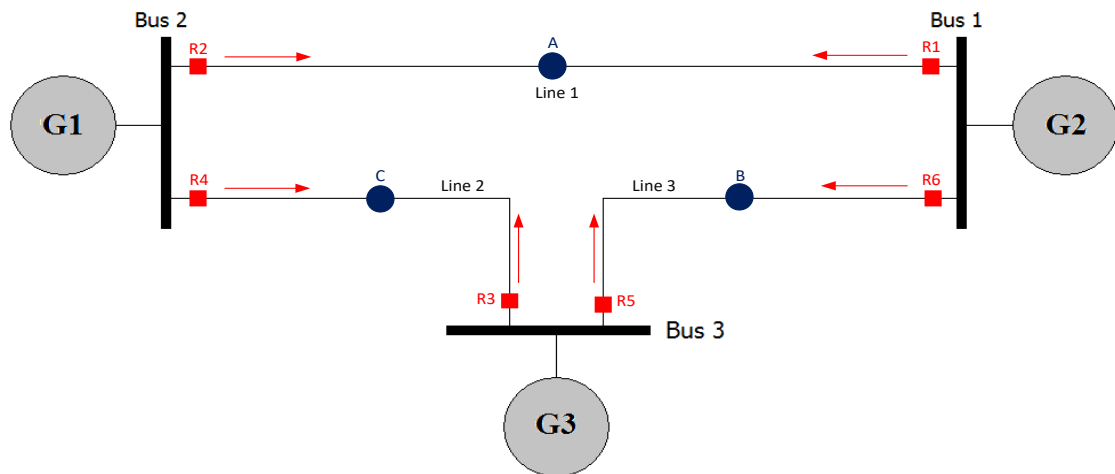 Bus 2
Bus 1
R2
A
R1
Line 1
G1
G2
R4
C
Line 2
Line 3
B
R6
R3
R5
Bus 3
G3